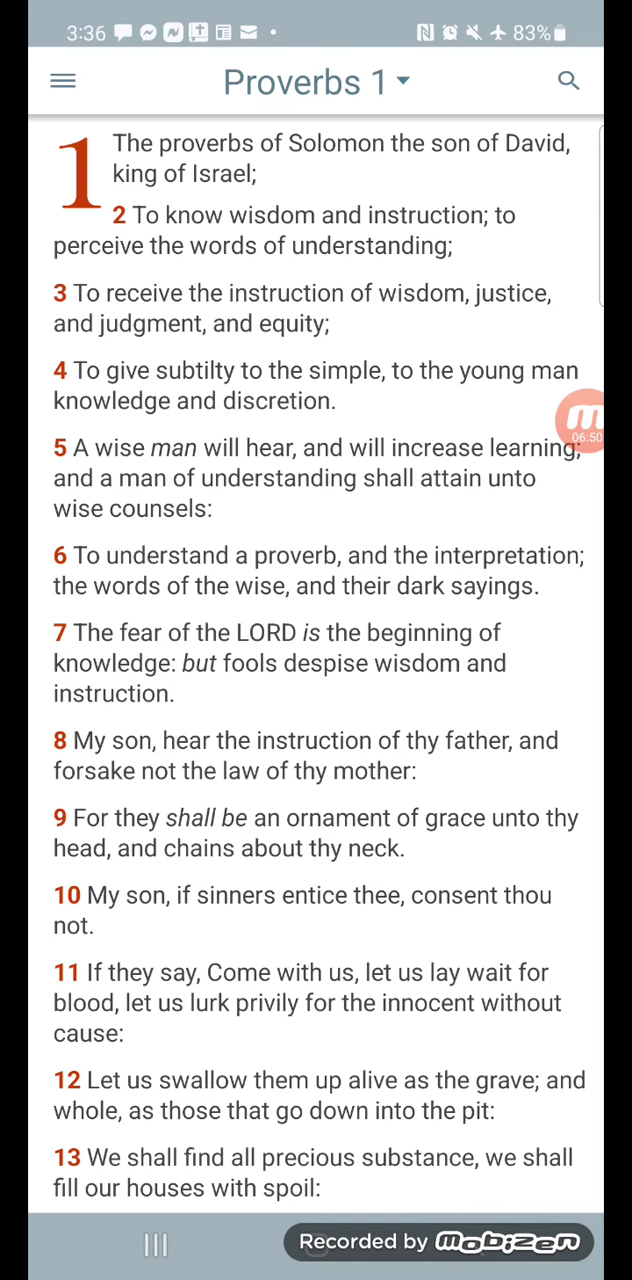 3:36
83%
Proverbs 1
1 The proverbs of Solomon the son of David,
king of Israel;
2 To know wisdom and instruction; to
perceive the words of understanding;
3 To receive the instruction of wisdom, justice,
and judgment, and equity;
4 To give subtilty to the simple, to the young man
knowledge and discretion.
5 A wise man will hear, and will increase learning;
and a man of understanding shall attain unto
wise counsels:
6 To understand a proverb, and the interpretation;
the words of the wise, and their dark sayings.
7 The fear of the LORD is the beginning of
knowledge: but fools despise wisdom and
instruction.
8 My son, hear the instruction of thy father, and
forsake not the law of thy mother:
9 For they shall be an ornament of grace unto thy
head, and chains about thy neck.
10 My son, if sinners entice thee, consent thou
not.
11 If they say, Come with us, let us lay wait for
blood, let us lurk privily for the innocent without
cause:
12 Let us swallow them up alive as the grave; and
whole, as those that go down into the pit:
13 We shall find all precious substance, we shall
fill our houses with spoil:
m
06:50
Recorded by mobizen